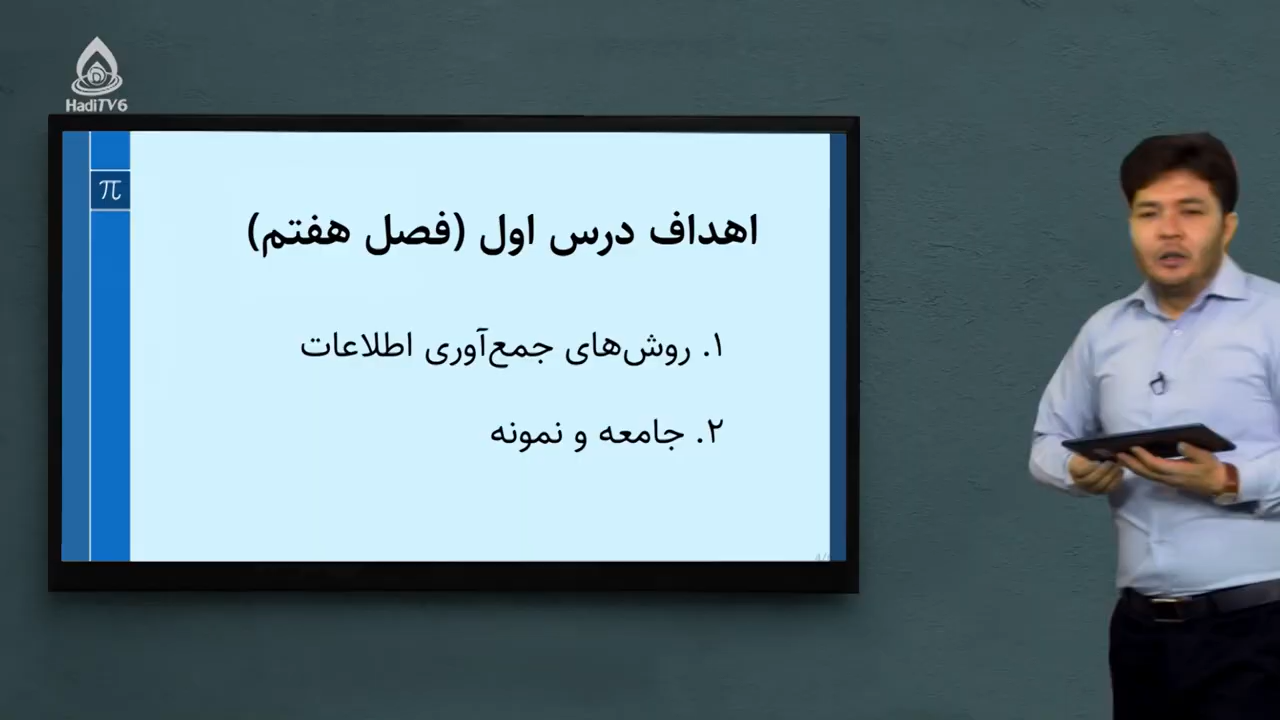 HadiTV6
π
اهداف درس اول (فصل هفتم)
۱. روش‌های جمع‌آوری اطلاعات
۲. جامعه و نمونه